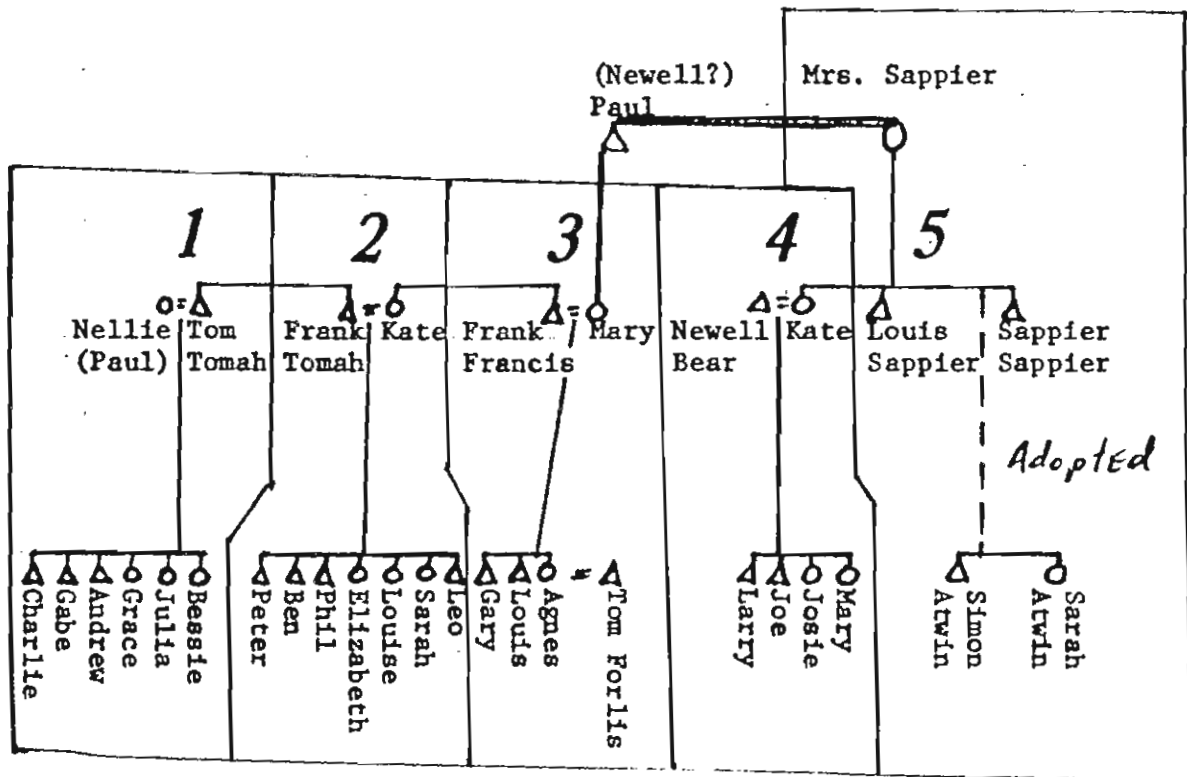 (Newell?) Mrs. Sappier
Paul
1 2 3 4 5
Nellie Tom Frank Kate Frank Mary Newell Kate Louis Sappier
(Paul) Tomah Tomah Francis Bear Sappier Sappier
Adopted
Charlie
Gabe
Andrew
Grace
Julia
Bessie
Peter
Ben
Phil
Elizabeth
Louise
Sarah
Leo
Gary
Louis
Agnes
Tom Forlis
Larry
Joe
Josie
Mary
Simon
Atwin
Sarah
Atwin